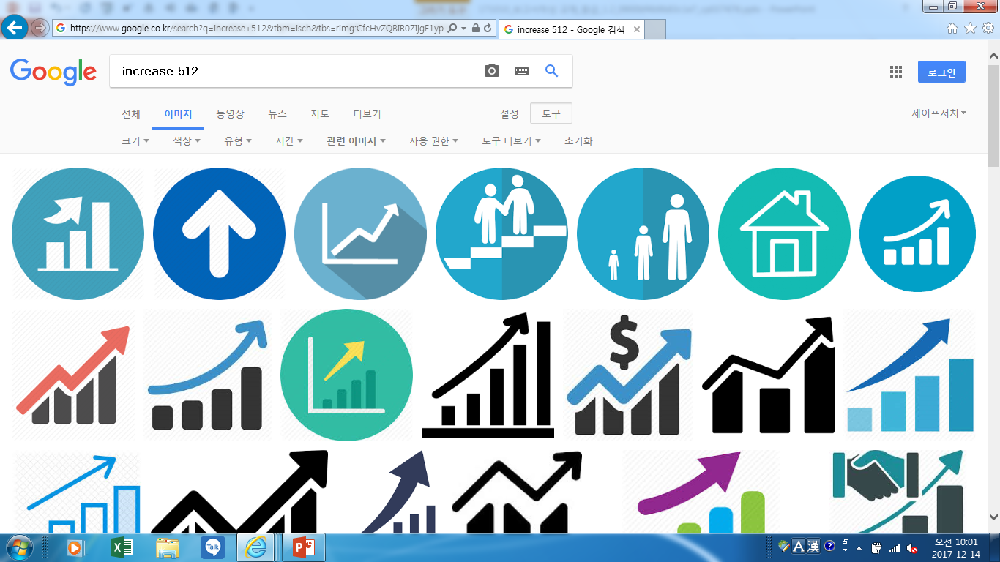 https://www.google.co.kr/search?q=increase+512&tbm=isch&tbs=rimg:CfcHvZQBIR0ZIjgE1yp
increase 512 - Google 검색
Google
increase 512
로그인
전체 이미지 동영상 뉴스 지도 더보기 설정 도구 세이프서치
크기 색상 유형 시간 관련 이미지 사용 권한 도구 더보기 초기화
$
Talk
A 漢
오전 10:01
2017-12-14